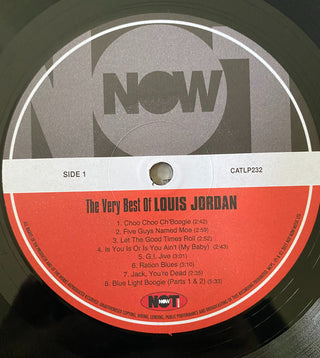 NOT
NOW
SIDE 1
CATLP232
The Very Best Of LOUIS JORDAN
1. Choo Choo Ch'Boogie (2:42)
2. Five Guys Named Moe (2:59)
3. Let The Good Times Roll (2:52)
4. Is You Is Or Is You Ain't (My Baby) (2:43)
5. G.I. Jive (3:01)
6. Ration Blues (3:10)
7. Jack, You're Dead (2:35)
8. Blue Light Boogie (Parts 1 & 2) (5:33)
NOT
NOW